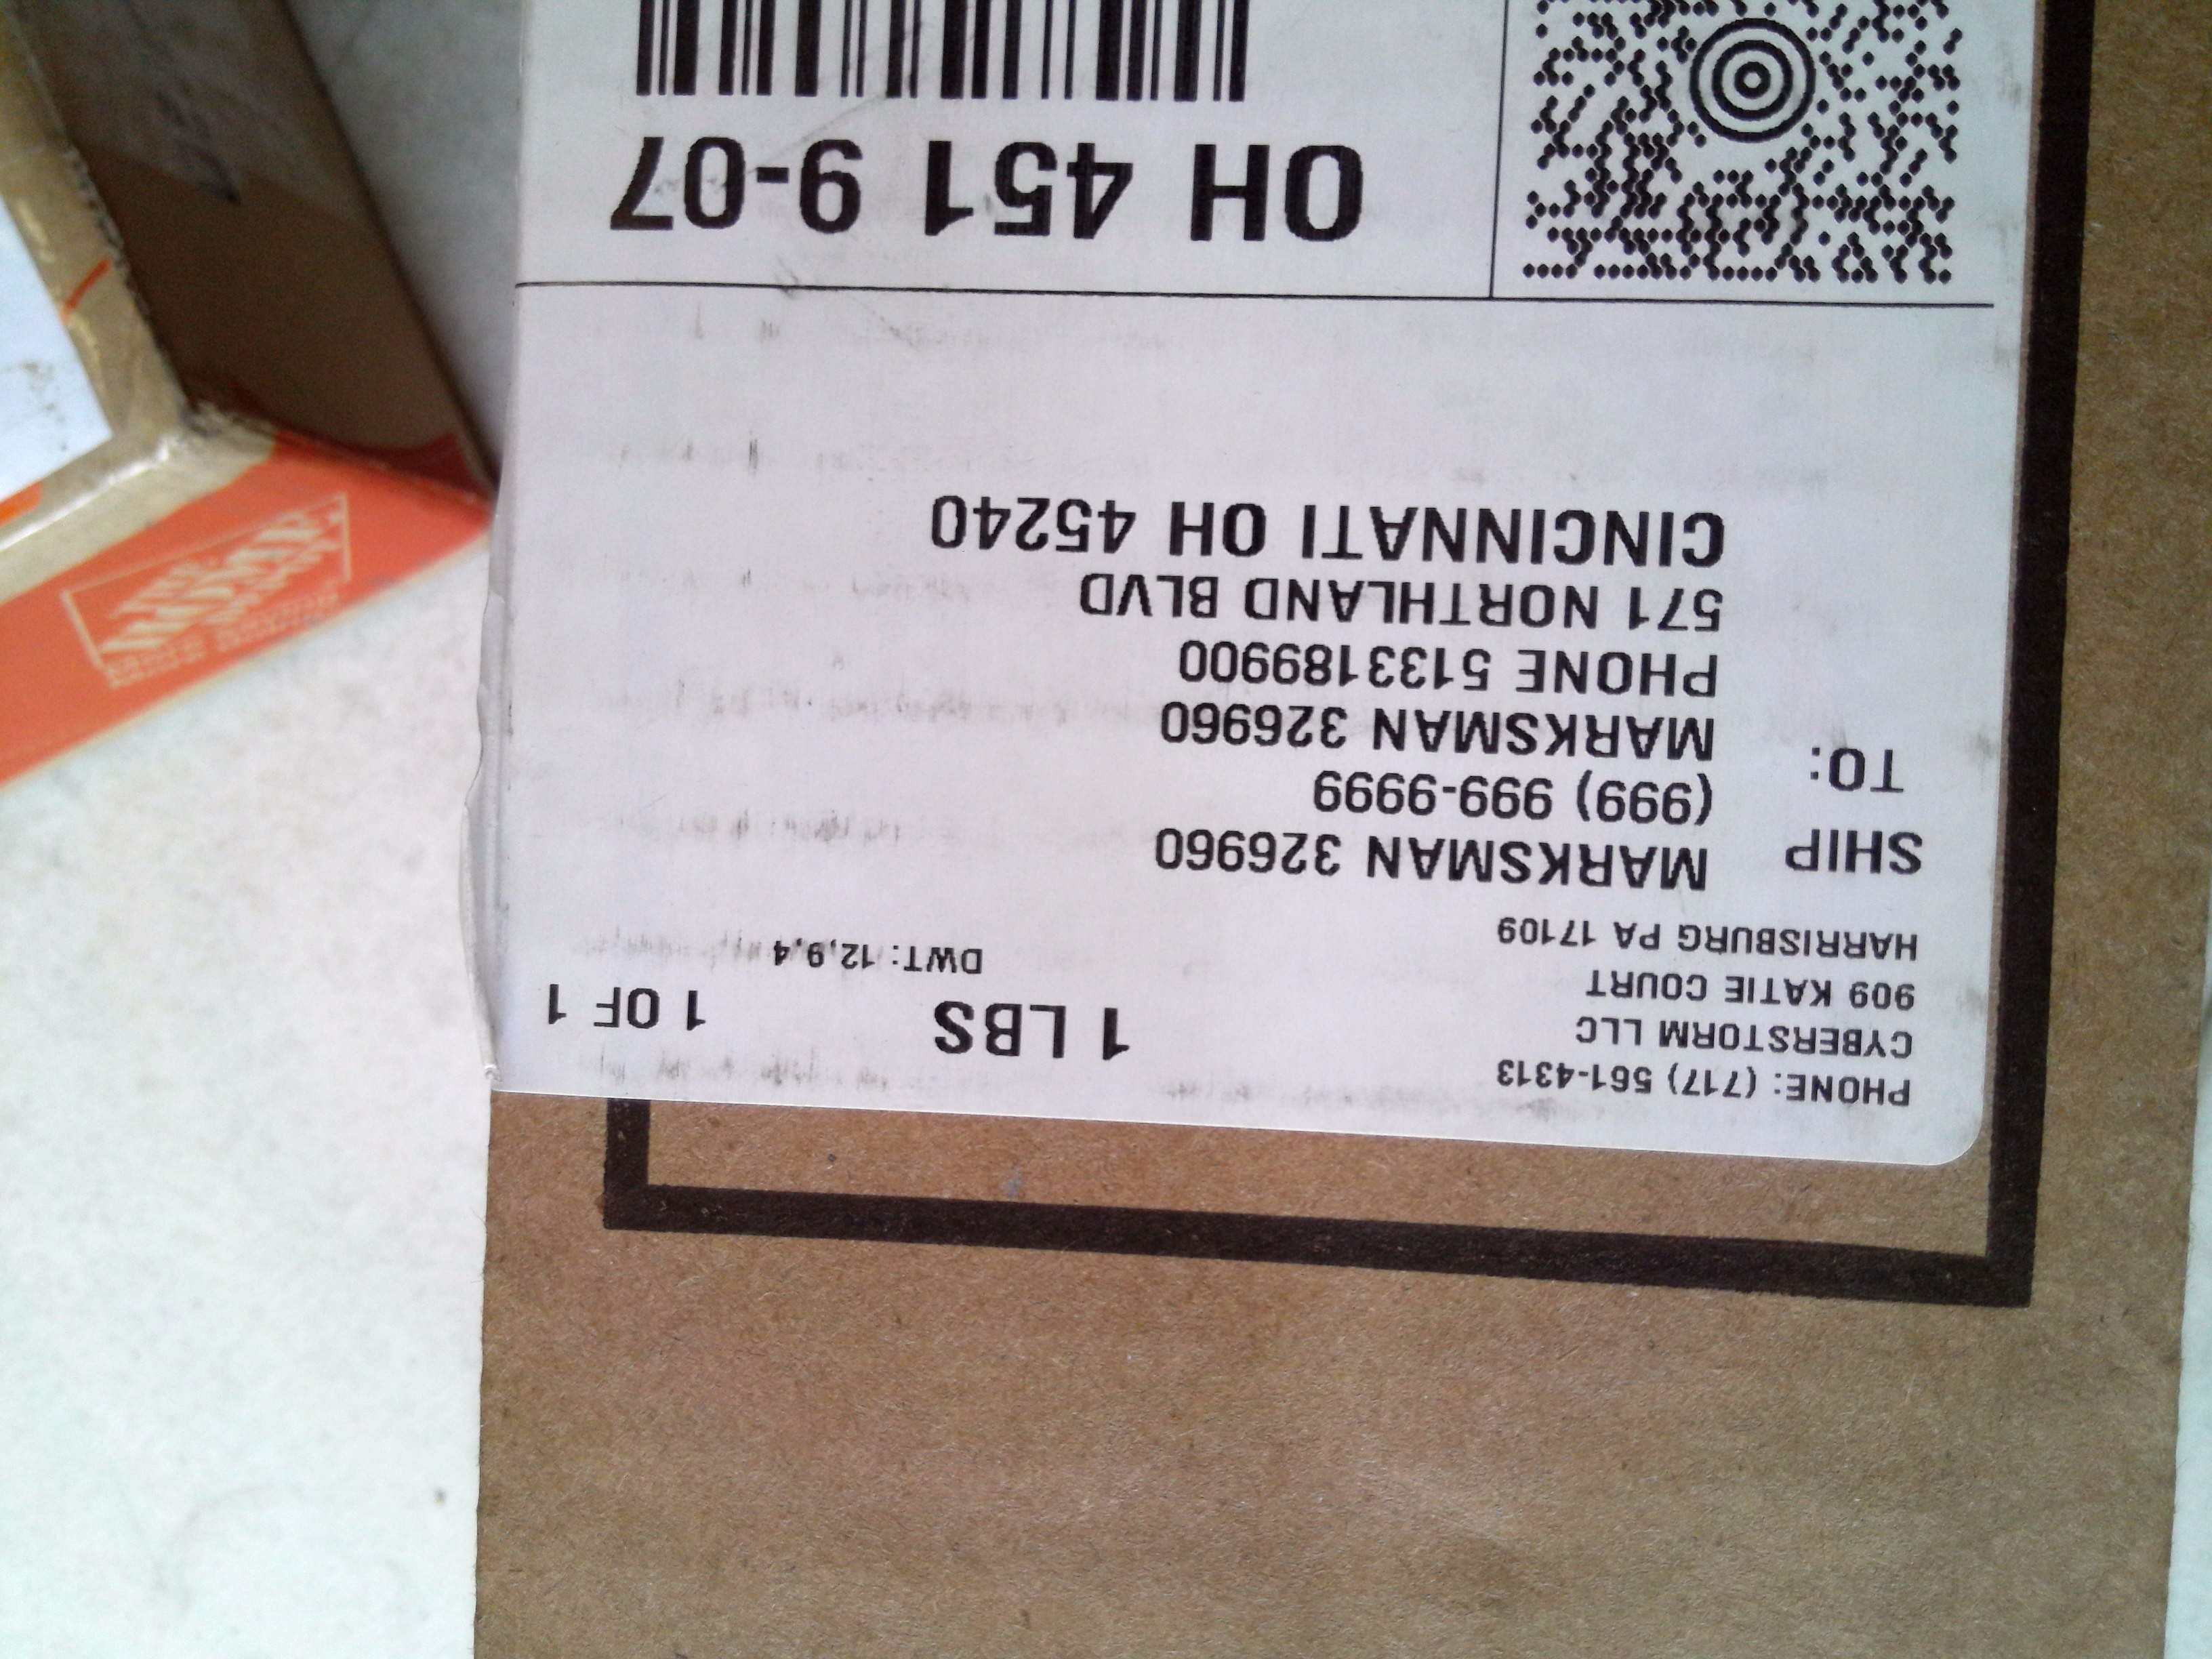 PHONE: (717) 561-4313
CYBERSTORM LLC
909 KATIE COURT
HARRISBURG PA 17109
1 LBS
1 OF 1
DWT: 12,9,4
SHIP
TO:
MARKSMAN 326960
(999) 999-9999
MARKSMAN 326960
PHONE 5133189900
571 NORTHLAND BLVD
CINCINNATI OH 45240
OH 451 9-07
THE
HOME